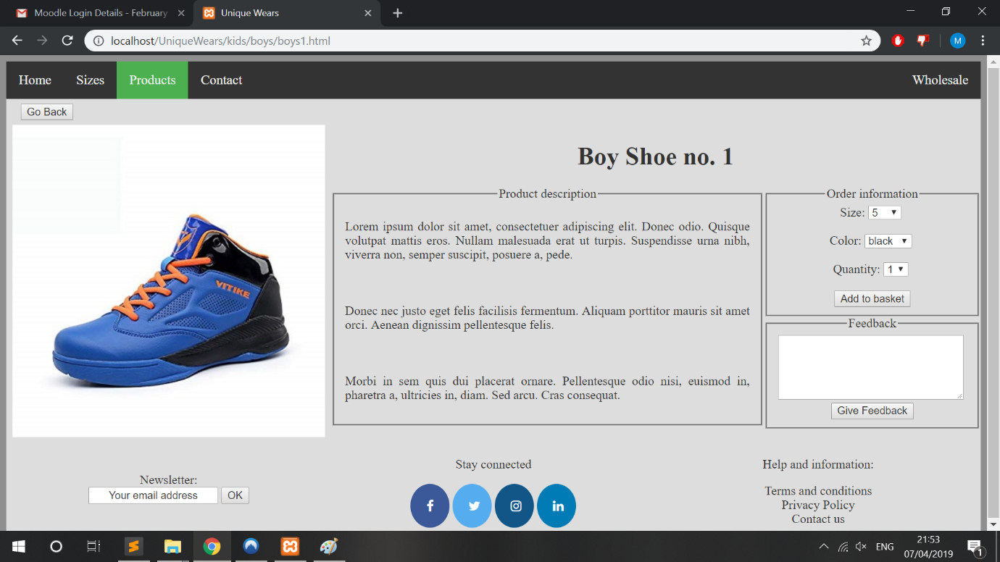 Moodle Login Details - February
Unique Wears
localhost/UniqueWears/kids/boys/boys1.html
M
Home Sizes Products Contact Wholesale
Go Back
VITIKE
Boy Shoe no. 1
Product description
Lorem ipsum dolor sit amet, consectetuer adipiscing elit. Donec odio. Quisque
volutpat mattis eros. Nullam malesuada erat ut turpis. Suspendisse urna nibh,
viverra non, semper suscipit, posuere a, pede.
Donec nec justo eget felis facilisis fermentum. Aliquam porttitor mauris sit amet
orci. Aenean dignissim pellentesque felis.
Morbi in sem quis dui placerat ornare. Pellentesque odio nisi, euismod in,
pharetra a, ultricies in, diam. Sed arcu. Cras consequat.
Order information
Size: 5
Color: black
Quantity: 1
Add to basket
Feedback
Give Feedback
Newsletter:
Your email address OK
Stay connected
Help and information:
Terms and conditions
Privacy Policy
Contact us
ENG
21:53
07/04/2019
1